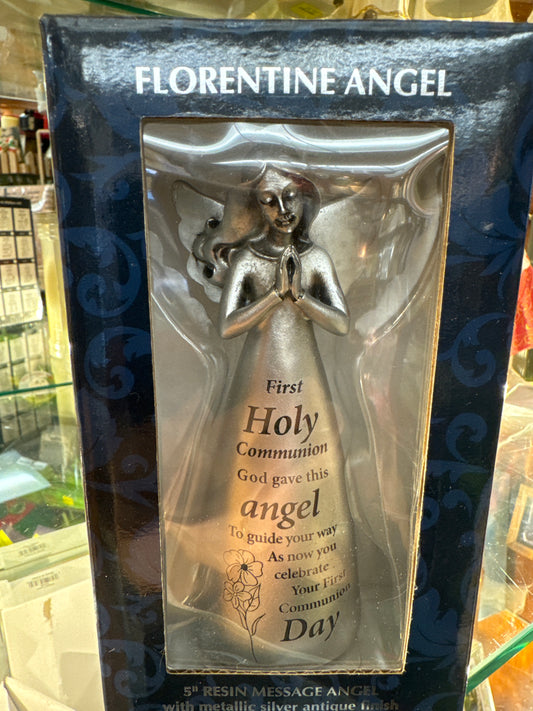 FLORENTINE ANGEL
First
Holy
Communion
God gave this
angel
To guide your way
As now you
celebrate
Your First
Communion
Day
5" RESIN MESSAGE ANGEL
with metallic silver antique finish